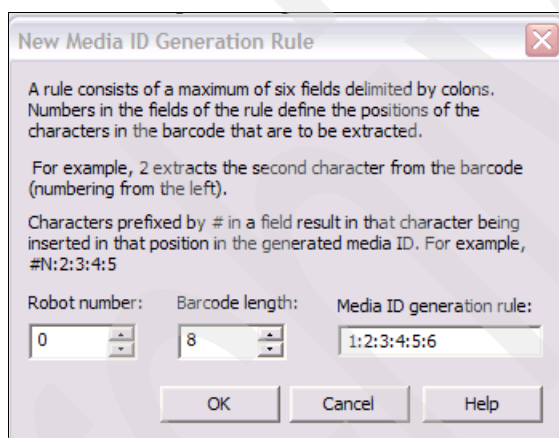 New Media ID Generation Rule
A rule consists of a maximum of six fields delimited by colons.
Numbers in the fields of the rule define the positions of the
characters in the barcode that are to be extracted.
For example, 2 extracts the second character from the barcode
(numbering from the left).
Characters prefixed by # in a field result in that character being
inserted in that position in the generated media ID. For example,
#N:2:3:4:5
Robot number: Barcode length: Media ID generation rule:
0 8 1:2:3:4:5:6
OK Cancel Help